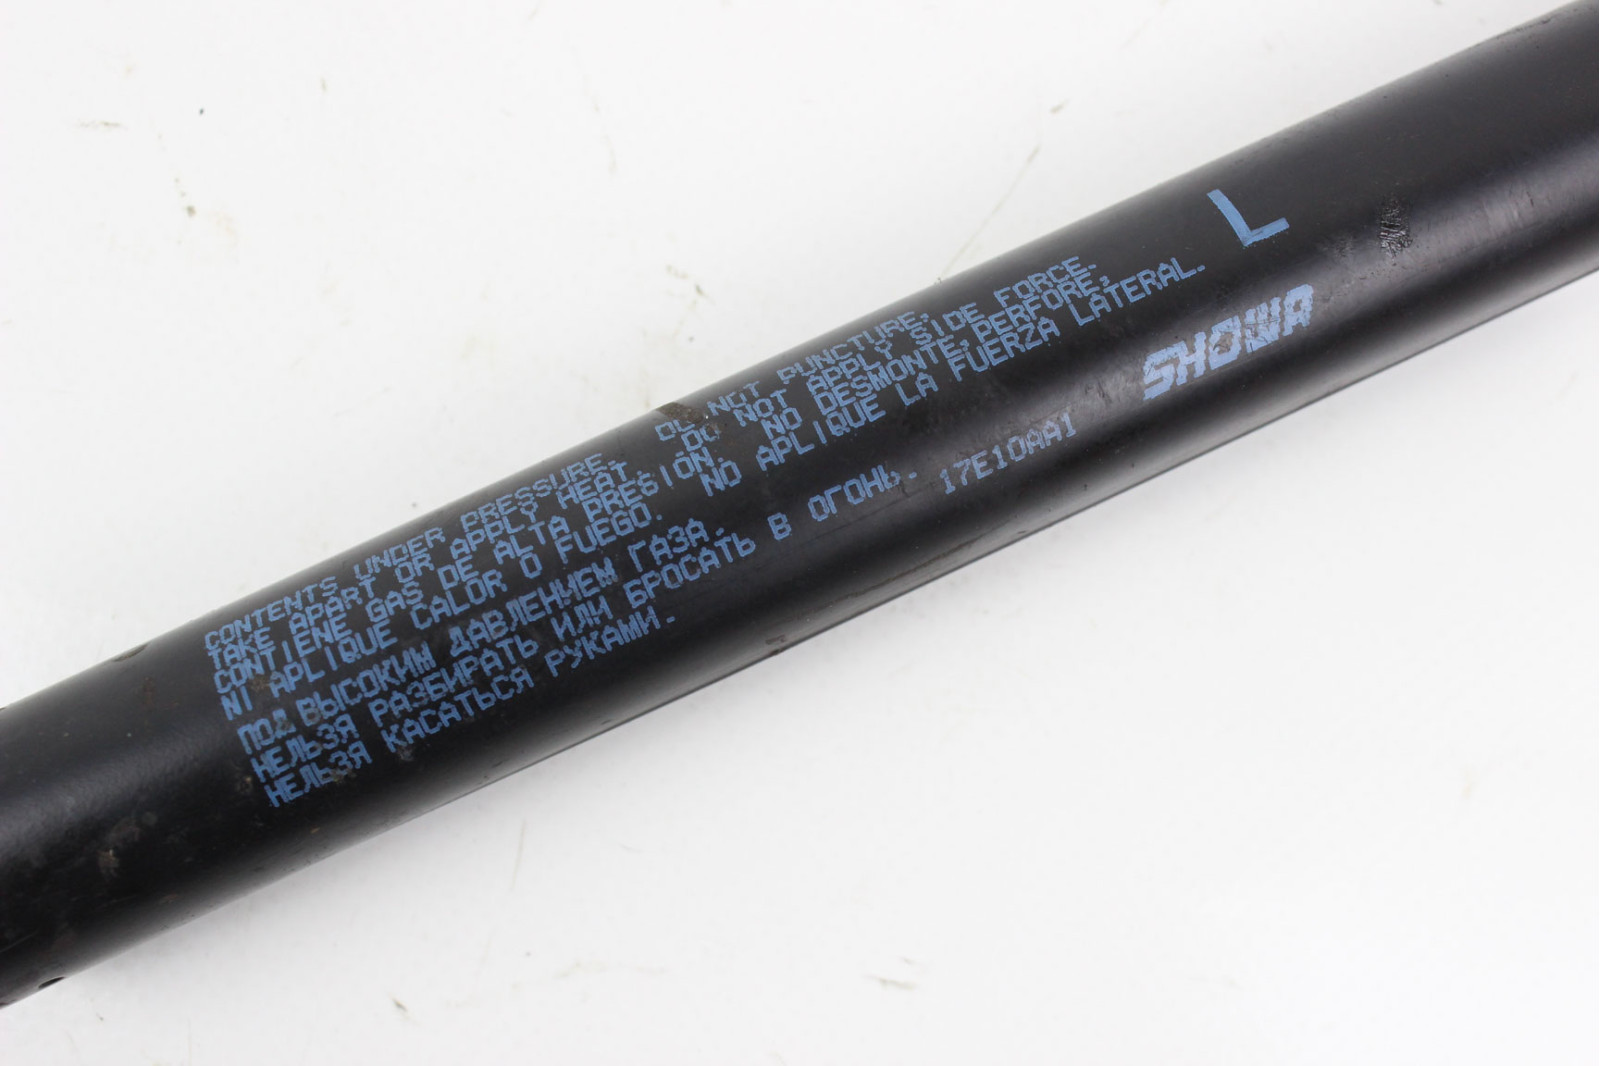 CONTENTS UNDER PRESSURE. DO NOT PUNCTURE,
TAKE APART OR APPLY HEAT. DO NOT APPLY SIDE FORCE.
CONTIENE GAS DE ALTA PRESION. NO DESMONTE, PERFORE,
NI APLIQUE CALOR O FUEGO. NO APLIQUE LA FUERZA LATERAL.
ПОД ВЫСОКИМ ДАВЛЕНИЕМ ГАЗА.
НЕЛЬЗЯ РАЗБИРАТЬ ИЛИ БРОСАТЬ В ОГОНЬ.
НЕЛЬЗЯ КАСАТЬСЯ РУКАМИ.
17E10AA1
L
SHOWA